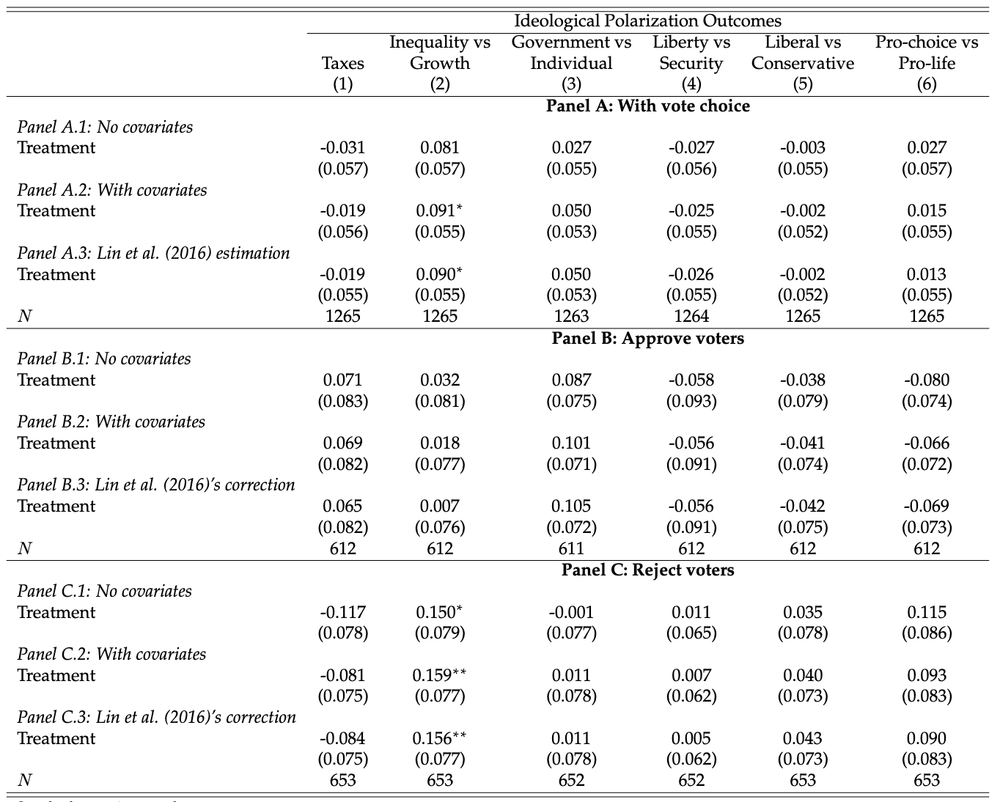 Ideological Polarization Outcomes
Inequality vs Government vs Liberty vs Liberal vs Pro-choice vs
Taxes Growth Individual Security Conservative Pro-life
(1) (2) (3) (4) (5) (6)
Panel A: With vote choice
Panel A.1: No covariates
Treatment -0.031 0.081 0.027 -0.027 -0.003 0.027
(0.057) (0.057) (0.055) (0.056) (0.055) (0.057)
Panel A.2: With covariates
Treatment -0.019 0.091* 0.050 -0.025 -0.002 0.015
(0.056) (0.055) (0.053) (0.055) (0.052) (0.055)
Panel A.3: Lin et al. (2016) estimation
Treatment -0.019 0.090* 0.050 -0.026 -0.002 0.013
(0.055) (0.055) (0.053) (0.055) (0.052) (0.055)
N 1265 1265 1263 1264 1265 1265
Panel B: Approve voters
Panel B.1: No covariates
Treatment 0.071 0.032 0.087 -0.058 -0.038 -0.080
(0.083) (0.081) (0.075) (0.093) (0.079) (0.074)
Panel B.2: With covariates
Treatment 0.069 0.018 0.101 -0.056 -0.041 -0.066
(0.082) (0.077) (0.071) (0.091) (0.074) (0.072)
Panel B.3: Lin et al. (2016)'s correction
Treatment 0.065 0.007 0.105 -0.056 -0.042 -0.069
(0.082) (0.076) (0.072) (0.091) (0.075) (0.073)
N 612 612 611 612 612 612
Panel C: Reject voters
Panel C.1: No covariates
Treatment -0.117 0.150* -0.001 0.011 0.035 0.115
(0.078) (0.079) (0.077) (0.065) (0.078) (0.086)
Panel C.2: With covariates
Treatment -0.081 0.159** 0.011 0.007 0.040 0.093
(0.075) (0.077) (0.078) (0.062) (0.073) (0.083)
Panel C.3: Lin et al. (2016)'s correction
Treatment -0.084 0.156** 0.011 0.005 0.043 0.090
(0.075) (0.077) (0.078) (0.062) (0.073) (0.083)
N 653 653 652 652 653 653